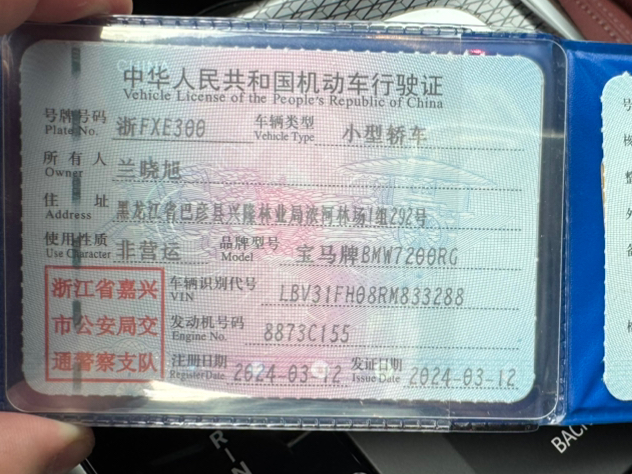 CHINA
中华人民共和国机动车行驶证
Vehicle License of the People's Republic of China
号牌号码 浙FXE300 车辆类型 小型轿车
Plate No. Vehicle Type
所有人 兰晓旭
Owner
住址 黑龙江省巴彦县兴隆林业局滚河林场1组292号
Address
使用性质 非营运 品牌型号 宝马牌BMW7200RG
Use Character Model
浙江省嘉兴
市公安局交
通警察支队
车辆识别代号 LBV31FH08RM833288
VIN
发动机号码 8873C155
Engine No.
注册日期 2024-03-12 发证日期 2024-03-12
Register Date Issue Date